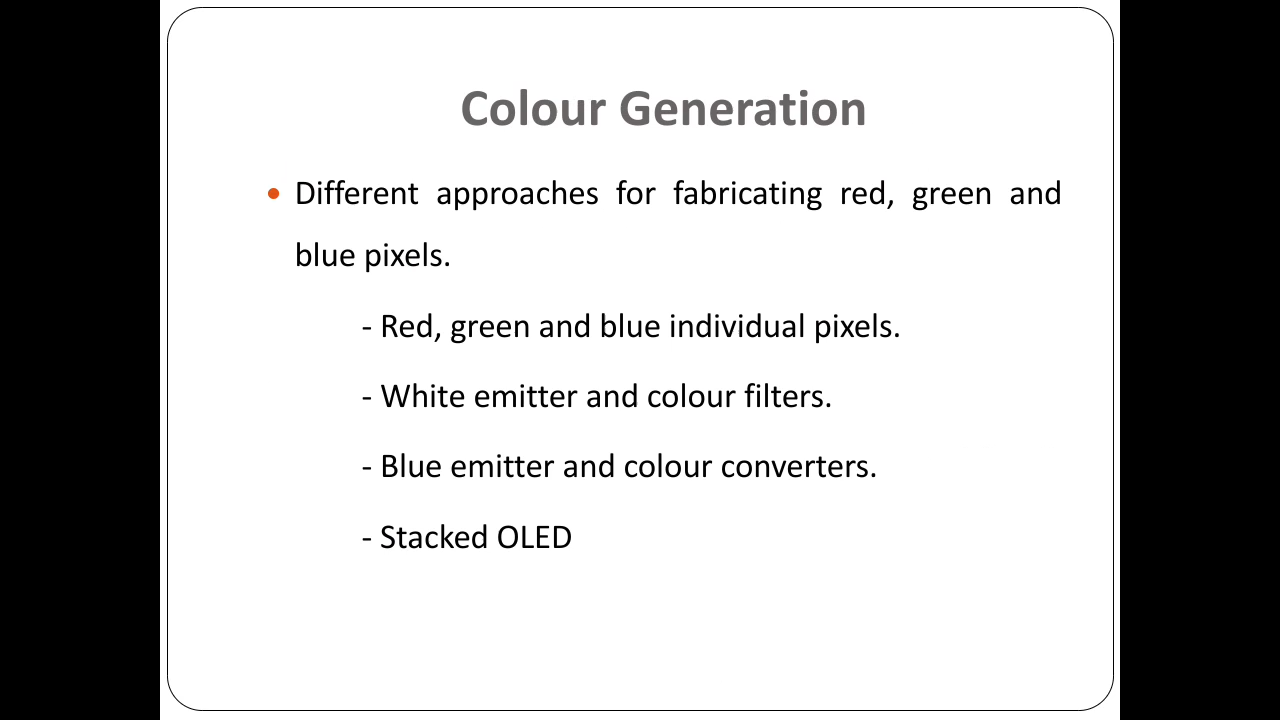 Colour Generation
• Different approaches for fabricating red, green and
blue pixels.
- Red, green and blue individual pixels.
- White emitter and colour filters.
- Blue emitter and colour converters.
- Stacked OLED